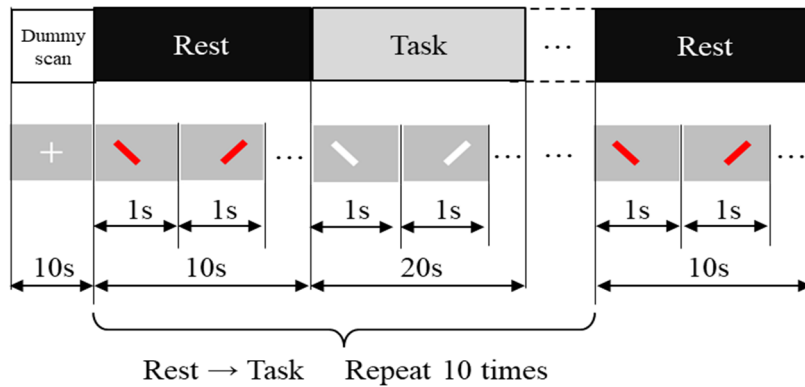 Dummy
scan
Rest
Task
...
Rest
... ... ... ...
1s 1s 1s 1s 1s 1s
10s 10s 20s 10s
Rest → Task Repeat 10 times